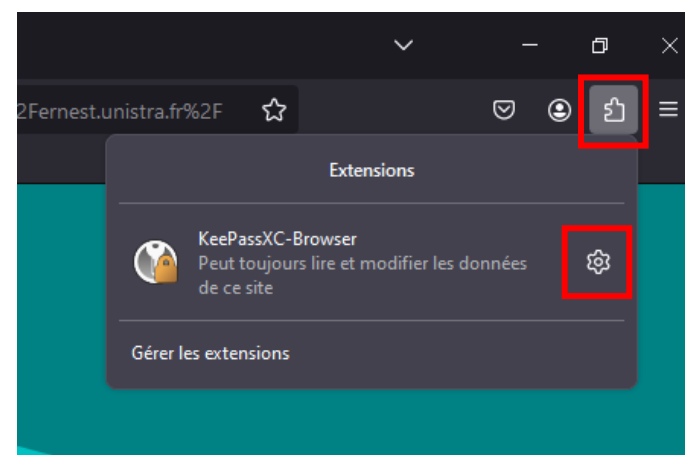 2Fernest.unistra.fr%2F
Extensions
KeePassXC-Browser
Peut toujours lire et modifier les données
de ce site
Gérer les extensions